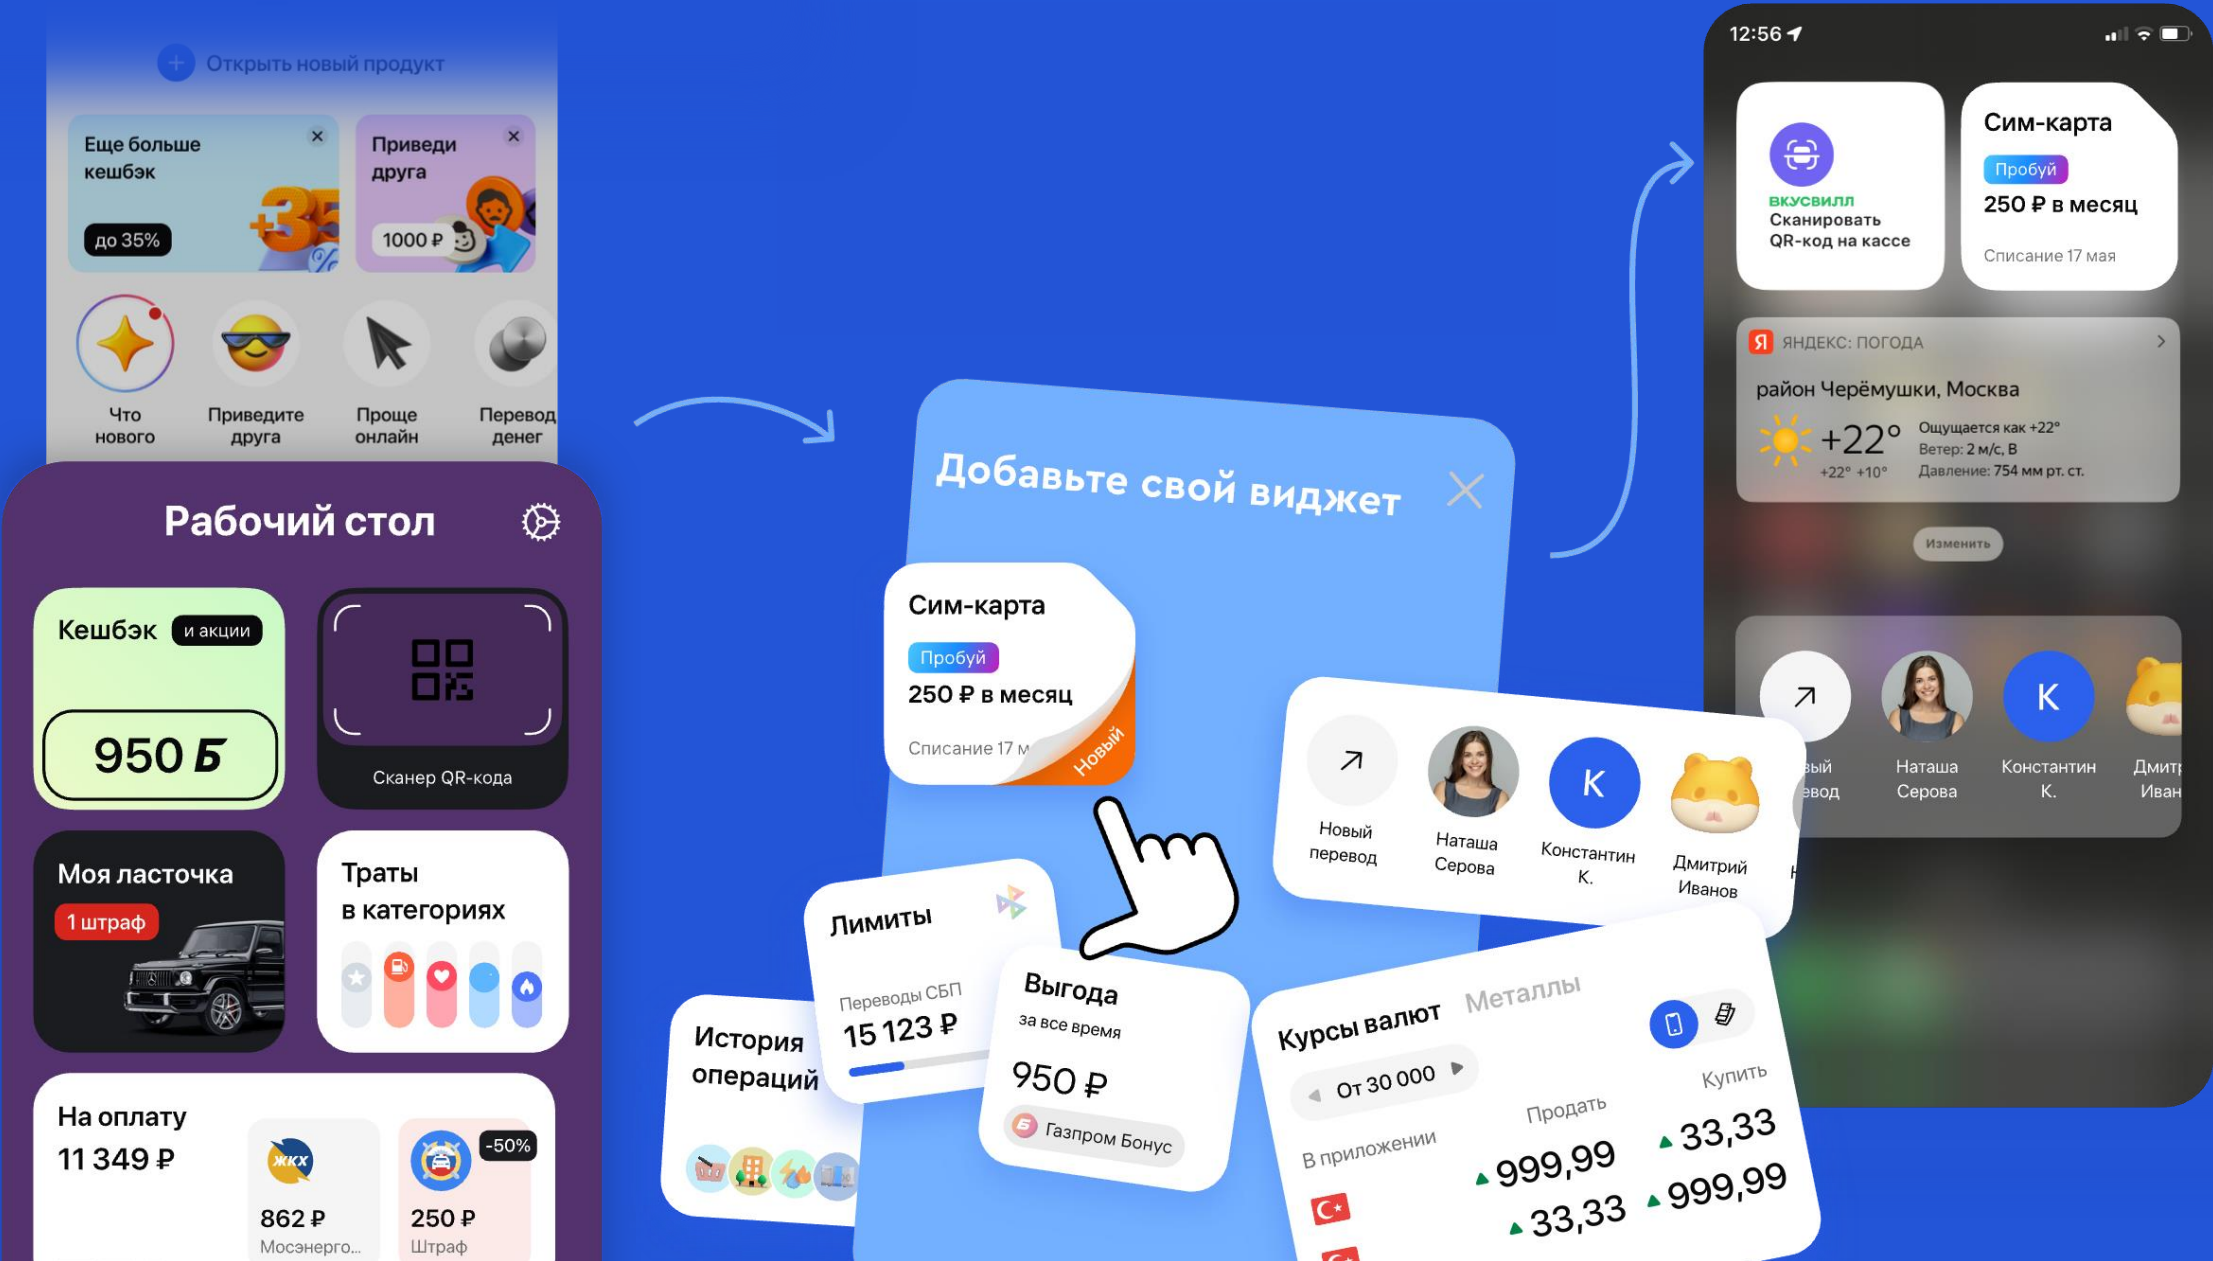 Открыть новый продукт
Еще больше
кешбэк
до 35%
+35
%
Приведи
друга
1000 ₽
Что
нового
Приведите
друга
Проще
онлайн
Перевод
денег
Рабочий стол
Кешбэк
и акции
950 Б
Сканер QR-кода
Моя ласточка
1 штраф
Траты
в категориях
На оплату
11 349 ₽
ЖКХ
862 ₽
Мосэнерго...
-50%
250 ₽
Штраф
Добавьте свой виджет
Сим-карта
Пробуй
250 ₽ в месяц
Списание 17 м
Новый
Лимиты
Переводы СБП
15 123 ₽
История
операций
Выгода
за все время
950 ₽
Б
Газпром Бонус
Новый
перевод
Наташа
Серова
К
Константин
К.
Дмитрий
Иванов
Курсы валют
Металлы
От 30 000
Продать
Купить
В приложении
999,99
33,33
33,33
999,99
12:56
ВКУСВИЛЛ
Сканировать
QR-код на кассе
Сим-карта
Пробуй
250 ₽ в месяц
Списание 17 мая
Я ЯНДЕКС: ПОГОДА
район Черёмушки, Москва
+22°
+22° +10°
Ощущается как +22°
Ветер: 2 м/с, В
Давление: 754 мм рт. ст.
Изменить
К
вый
евод
Наташа
Серова
Константин
К.
Дмит
Иван